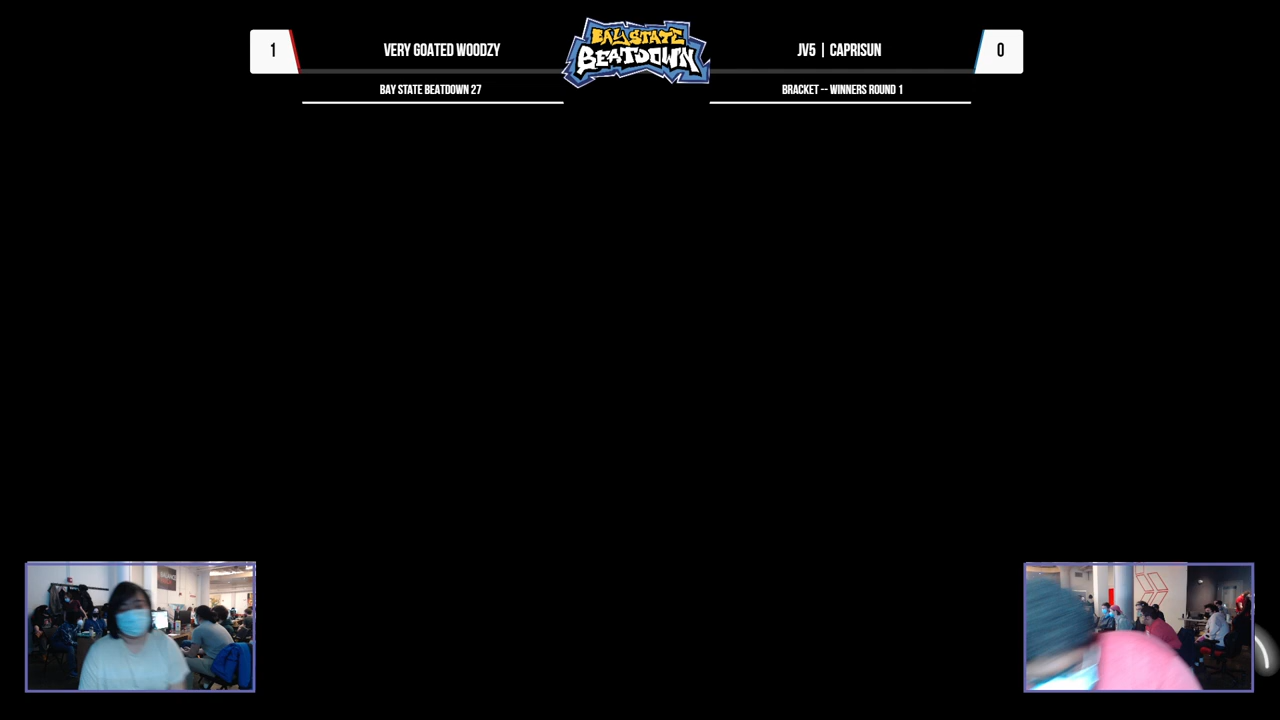 1
VERY GOATED WOODZY
BAY STATE
BEATDOWN
JV5 | CAPRISUN
0
BAY STATE BEATDOWN 27
BRACKET -- WINNERS ROUND 1